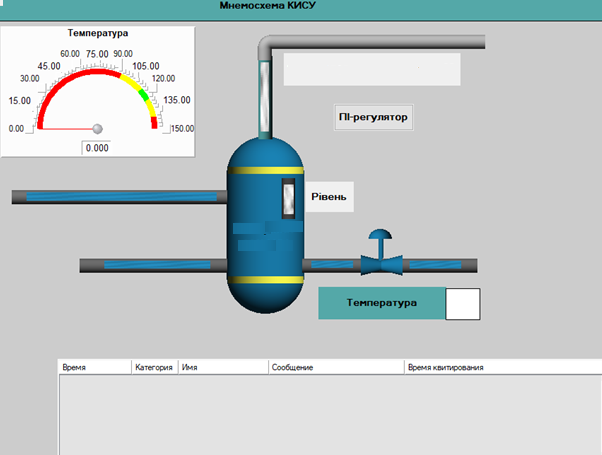 Мнемосхема КИСУ
Температура
60.00 75.00 90.00
45.00 105.00
30.00 120.00
15.00 135.00
0.00 150.00
0.000
ПІ-регулятор
Рівень
Температура
Время Категория Имя Сообщение Время квитирования